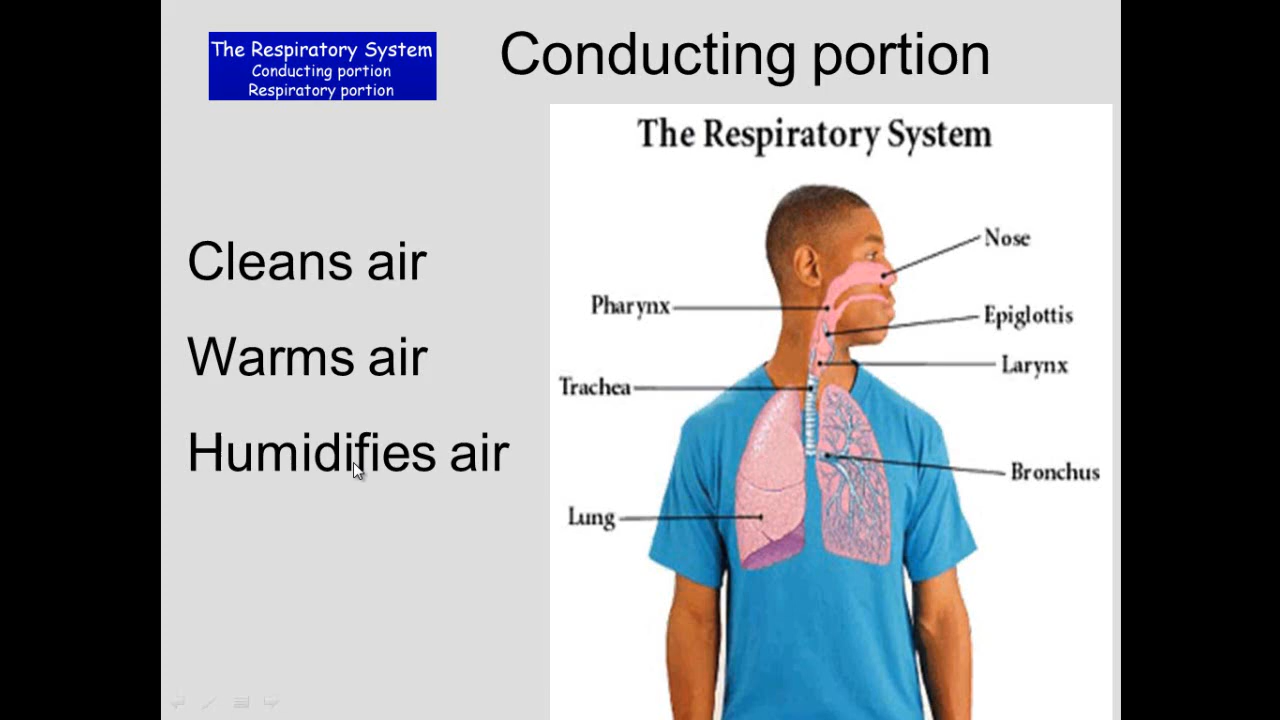 The Respiratory System
Conducting portion
Respiratory portion
Conducting portion
Cleans air
Warms air
Humidifies air
The Respiratory System
Nose
Pharynx
Epiglottis
Larynx
Trachea
Bronchus
Lung